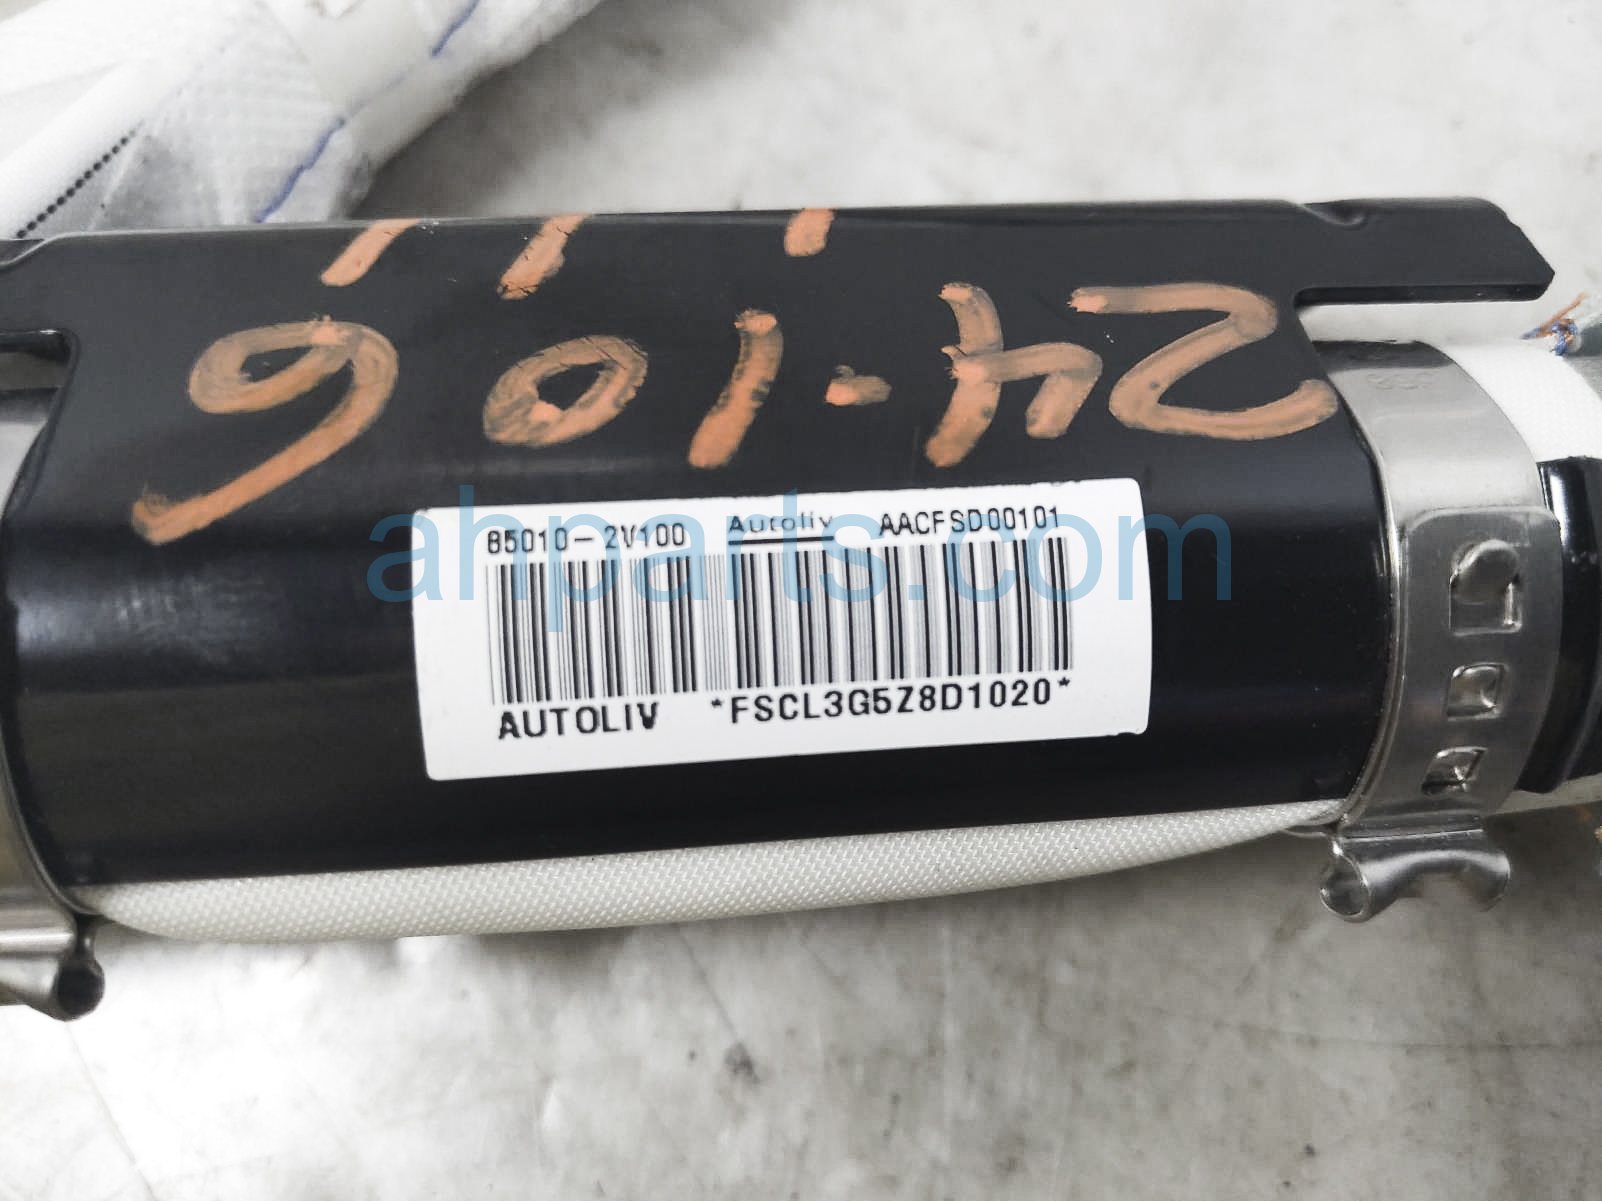 24-106
85010-2V100 Autoliv AACFSD00101
AUTOLIV *FSCL3G5Z8D1020*
ahparts.com